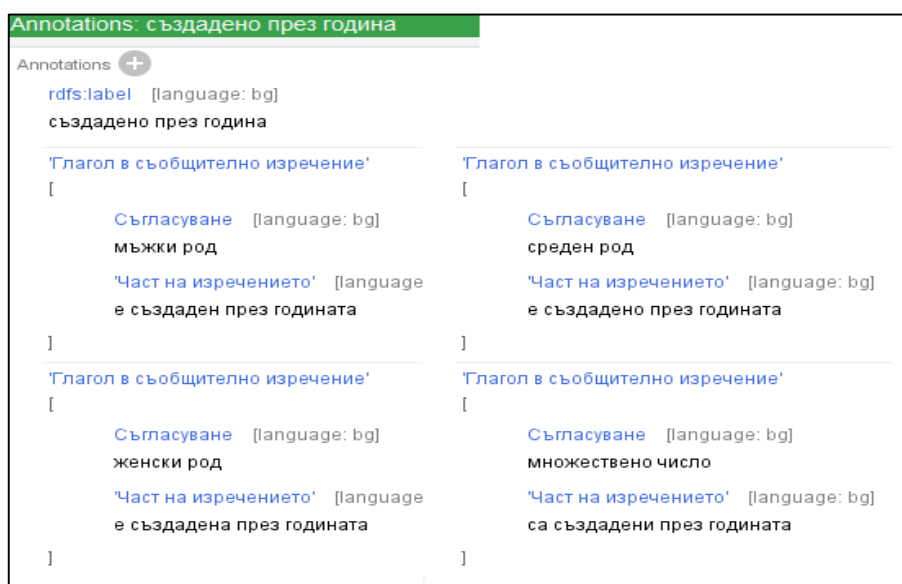 Annotations: създадено през година
Annotations +
rdfs:label [language: bg]
създадено през година
'Глагол в съобщително изречение'
[
Съгласуване [language: bg]
мъжки род
'Част на изречението' [language
е създаден през годината
]
'Глагол в съобщително изречение'
[
Съгласуване [language: bg]
среден род
'Част на изречението' [language: bg]
е създадено през годината
]
'Глагол в съобщително изречение'
[
Съгласуване [language: bg]
женски род
'Част на изречението' [language
е създадена през годината
]
'Глагол в съобщително изречение'
[
Съгласуване [language: bg]
множествено число
'Част на изречението' [language: bg]
са създадени през годината
]